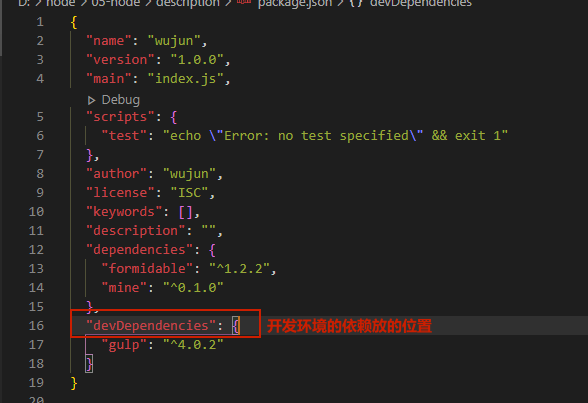 D: > node > 05-node > description > package.json > { } devDependencies
1 {
2 "name": "wujun",
3 "version": "1.0.0",
4 "main": "index.js",
Debug
5 "scripts": {
6 "test": "echo \"Error: no test specified\" && exit 1"
7 },
8 "author": "wujun",
9 "license": "ISC",
10 "keywords": [],
11 "description": "",
12 "dependencies": {
13 "formidable": "^1.2.2",
14 "mine": "^0.1.0"
15 },
16 "devDependencies": { 开发环境的依赖放的位置
17 "gulp": "^4.0.2"
18 }
19 }
20